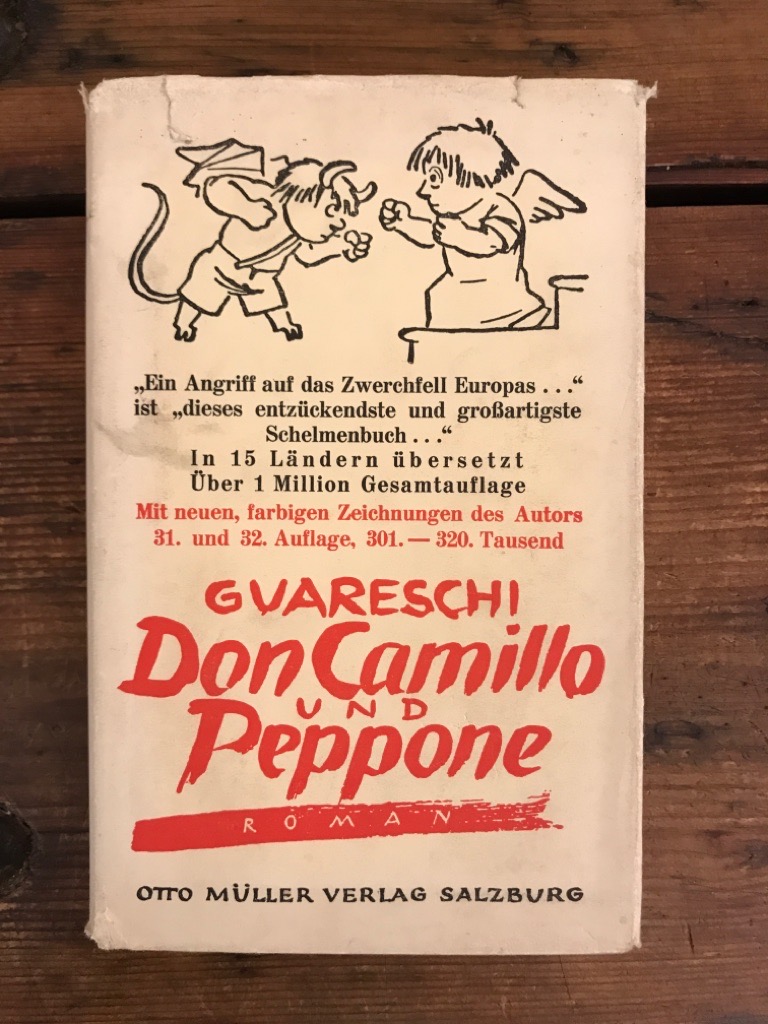 „Ein Angriff auf das Zwerchfell Europas . . .“
ist „dieses entzückendste und großartigste
Schelmenbuch . . .“
In 15 Ländern übersetzt
Über 1 Million Gesamtauflage
Mit neuen, farbigen Zeichnungen des Autors
31. und 32. Auflage, 301. — 320. Tausend
GUARESCHI
Don Camillo
UND
Peppone
ROMAN
OTTO MÜLLER VERLAG SALZBURG